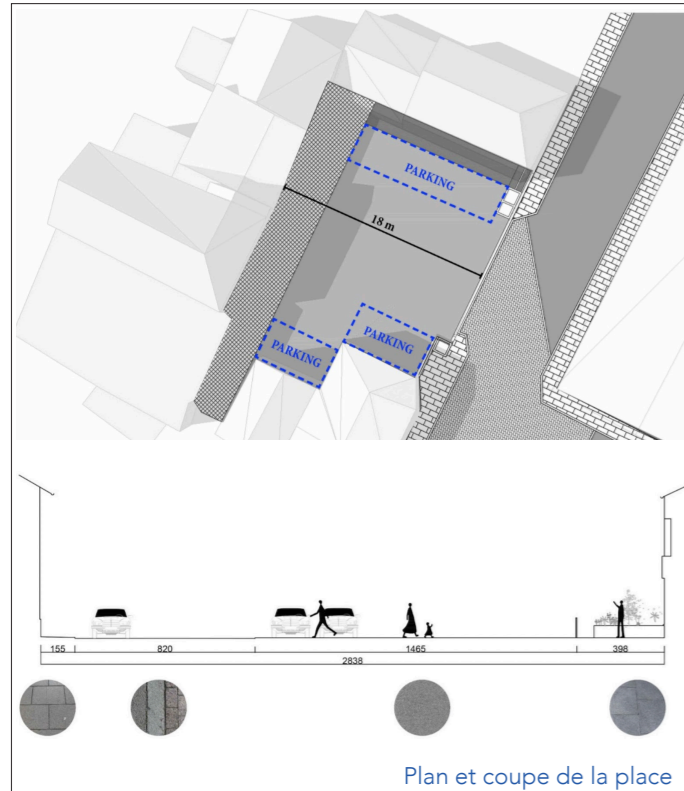 PARKING
18 m
PARKING
PARKING
155
820
1465
398
2838
Plan et coupe de la place